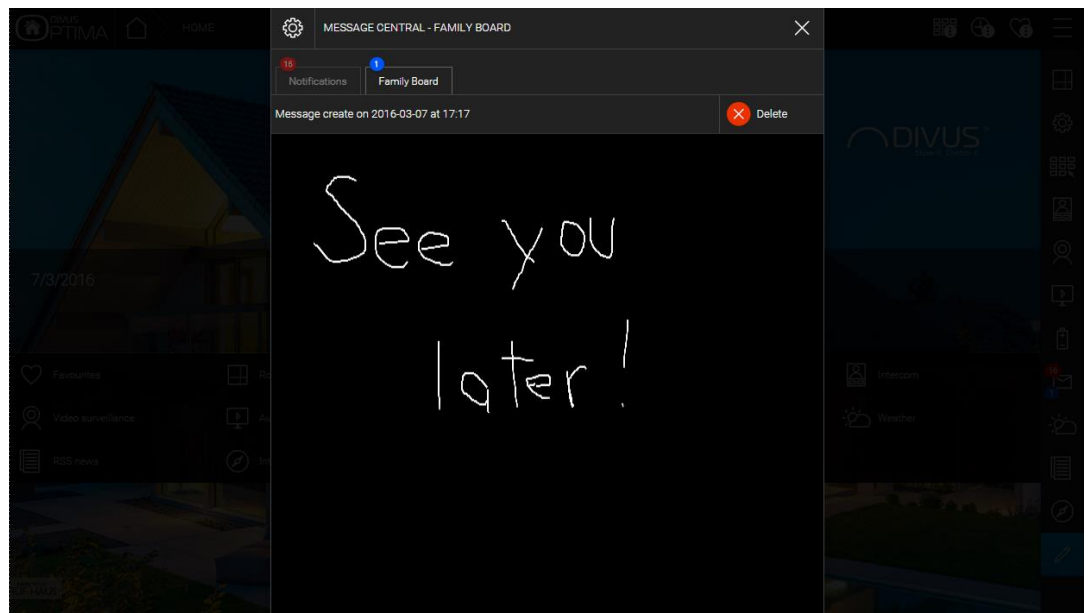 DIVUS
OPTIMA
HOME
MESSAGE CENTRAL - FAMILY BOARD
16
1
Notifications
Family Board
Message create on 2016-03-07 at 17:17
Delete
DIVUS
See you
later!
7/3/2016
Favourites
Intercom
16
1
Video surveillance
Weather
RSS news